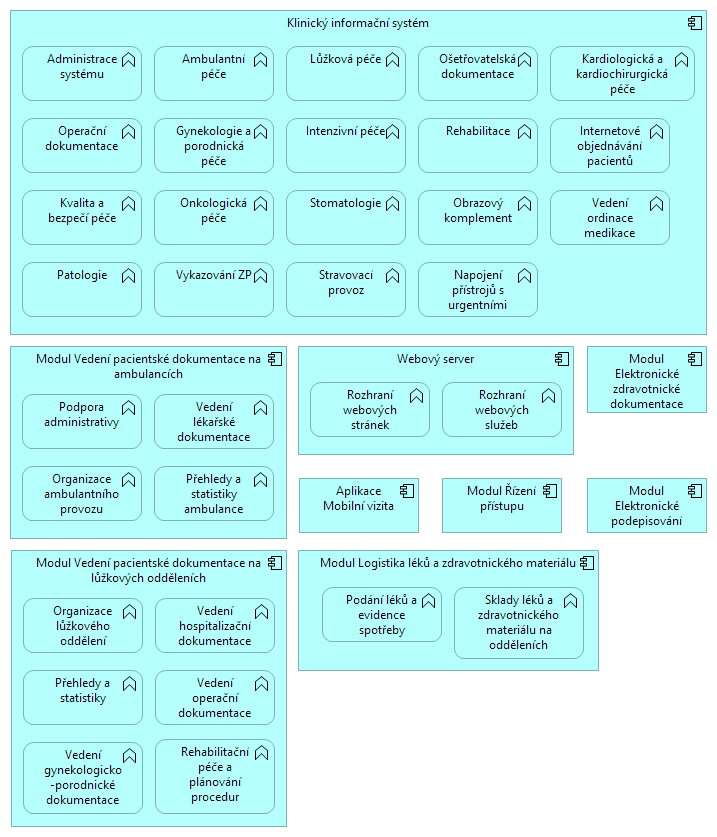 Klinický informační systém
Administrace
systému
Ambulantní
péče
Lůžková péče
Ošetřovatelská
dokumentace
Kardiologická a
kardiochirurgická
péče
Operační
dokumentace
Gynekologie a
porodnická
péče
Intenzivní péče
Rehabilitace
Internetové
objednávání
pacientů
Kvalita a
bezpečí péče
Onkologická
péče
Stomatologie
Obrazový
komplement
Vedení
ordinace
medikace
Patologie
Vykazování ZP
Stravovací
provoz
Napojení
přístrojů s
urgentními
Modul Vedení pacientské dokumentace na
ambulancích
Podpora
administrativy
Vedení
lékařské
dokumentace
Organizace
ambulantního
provozu
Přehledy a
statistiky
ambulance
Webový server
Rozhraní
webových
stránek
Rozhraní
webových
služeb
Modul
Elektronické
zdravotnické
dokumentace
Aplikace
Mobilní vizita
Modul Řízení
přístupu
Modul
Elektronické
podepisování
Modul Vedení pacientské dokumentace na
lůžkových odděleních
Organizace
lůžkového
oddělení
Vedení
hospitalizační
dokumentace
Přehledy a
statistiky
Vedení
operační
dokumentace
Vedení
gynekologicko
-porodnické
dokumentace
Rehabilitační
péče a
plánování
procedur
Modul Logistika léků a zdravotnického materiálu
Podání léků a
evidence
spotřeby
Sklady léků a
zdravotnického
materiálu na
odděleních